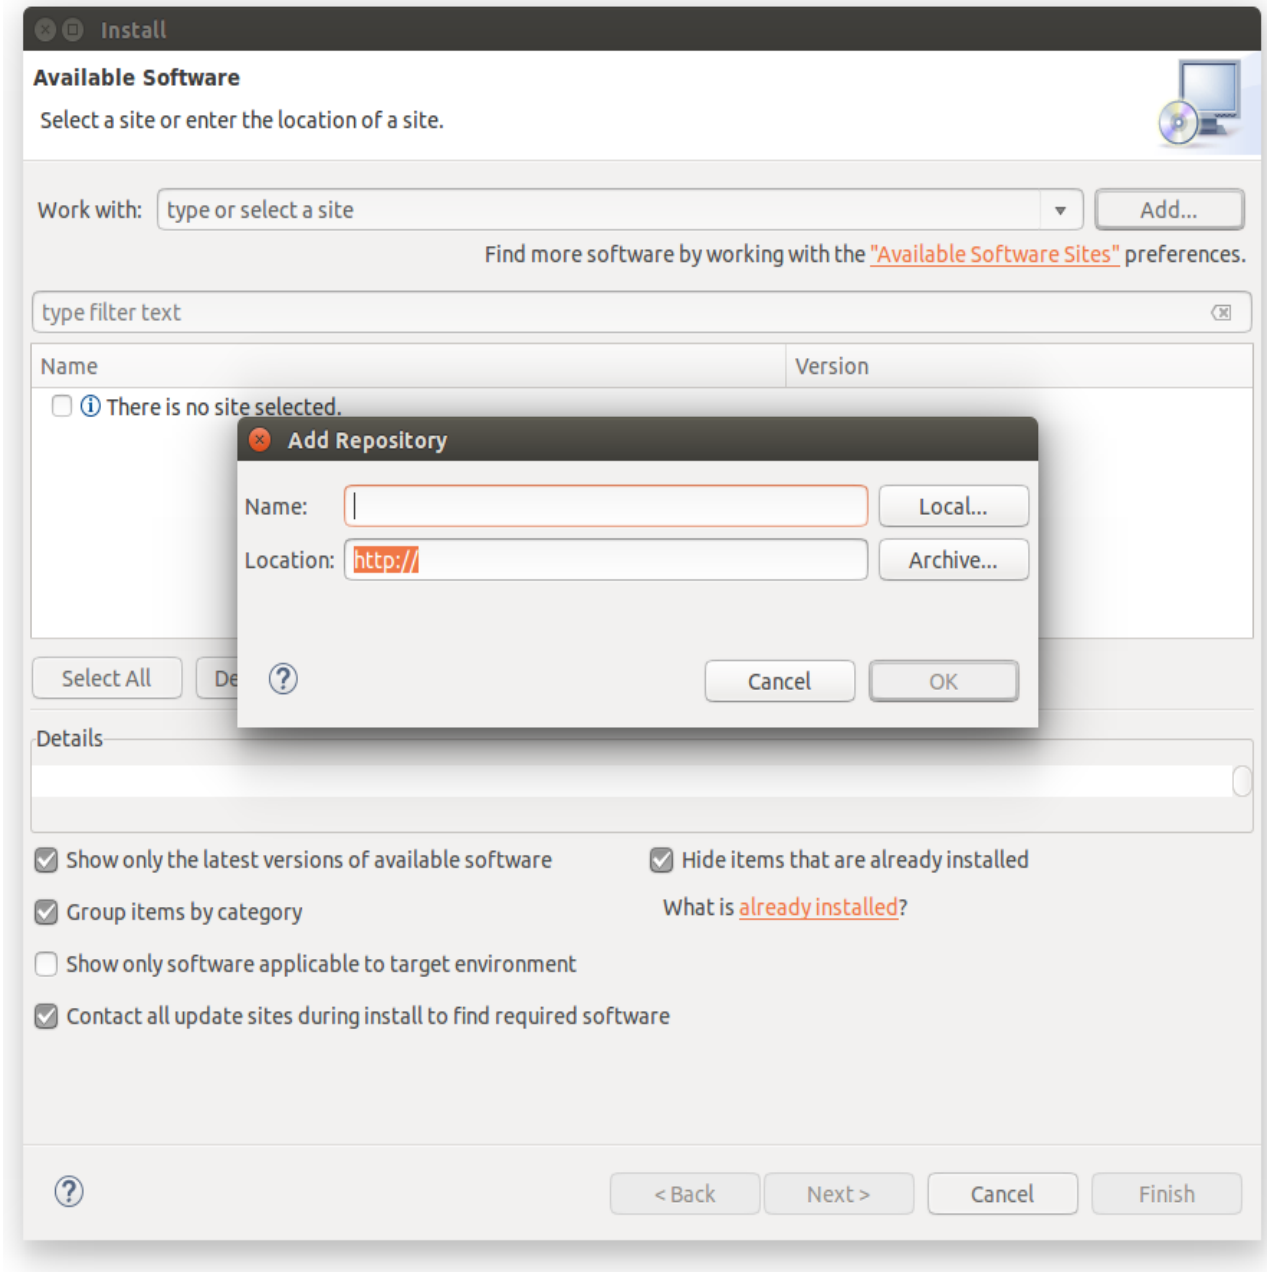 Install
Available Software
Select a site or enter the location of a site.
Work with: type or select a site Add...
Find more software by working with the "Available Software Sites" preferences.
type filter text
Name Version
There is no site selected.
Add Repository
Name: Local...
Location: http:// Archive...
Cancel OK
Select All De
Details
Show only the latest versions of available software Hide items that are already installed
Group items by category What is already installed?
Show only software applicable to target environment
Contact all update sites during install to find required software
< Back Next > Cancel Finish